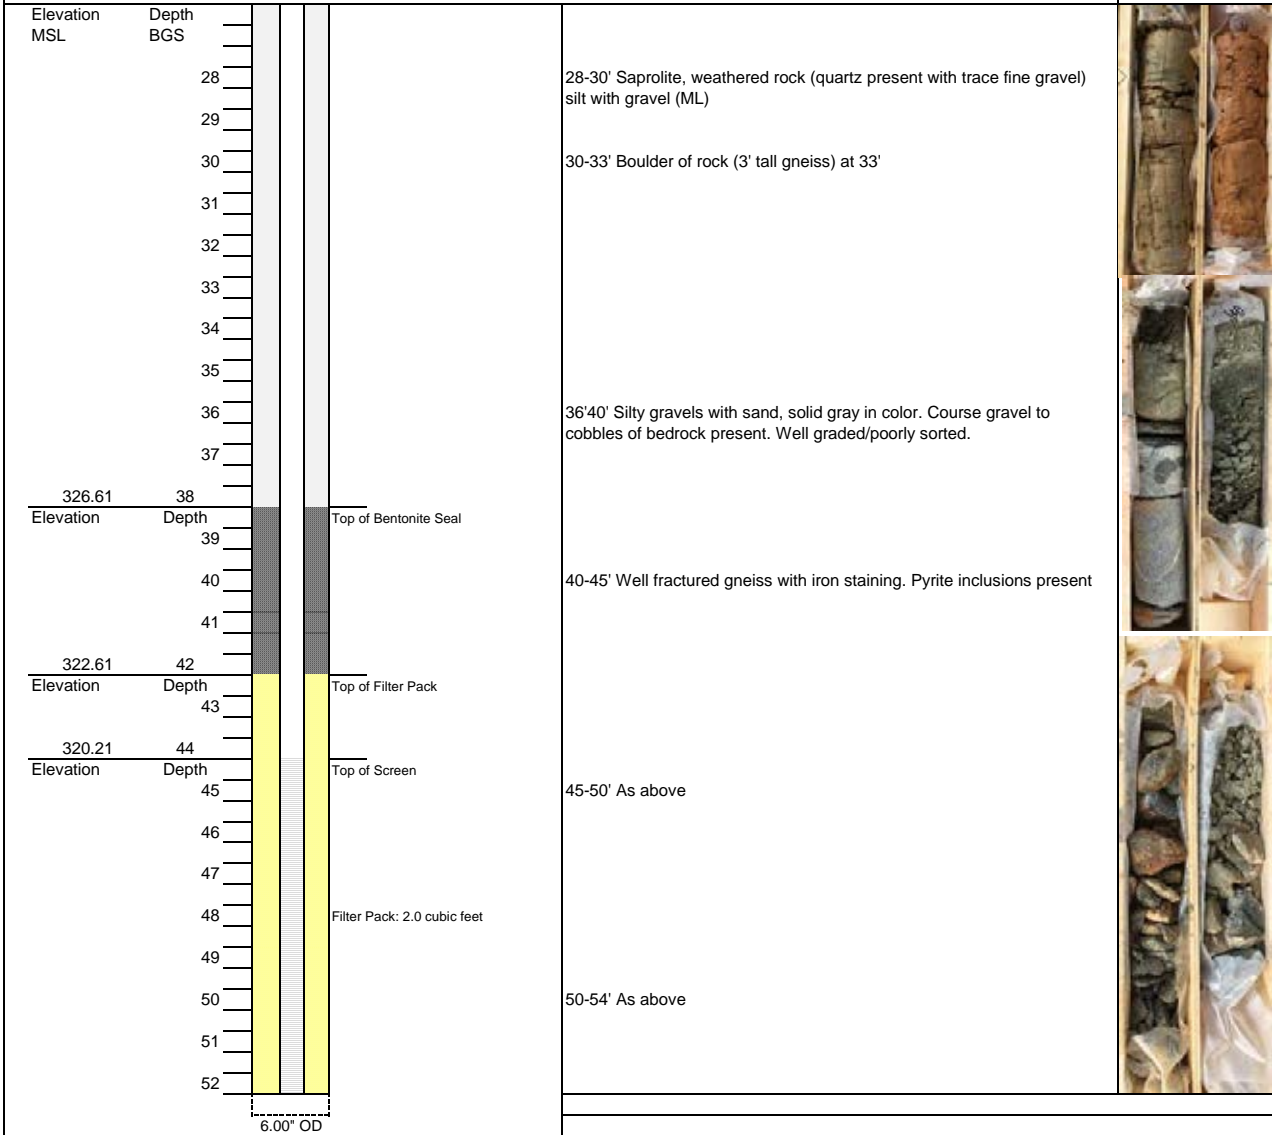 Elevation Depth
MSL BGS
28 28-30' Saprolite, weathered rock (quartz present with trace fine gravel)
silt with gravel (ML)
29
30 30-33' Boulder of rock (3' tall gneiss) at 33'
31
32
33
34
35
36 36'40' Silty gravels with sand, solid gray in color. Course gravel to
cobbles of bedrock present. Well graded/poorly sorted.
37
326.61 38
Elevation Depth Top of Bentonite Seal
39
40 40-45' Well fractured gneiss with iron staining. Pyrite inclusions present
41
322.61 42
Elevation Depth Top of Filter Pack
43
320.21 44
Elevation Depth Top of Screen
45 45-50' As above
46
47
48 Filter Pack: 2.0 cubic feet
49
50 50-54' As above
51
52
6.00" OD